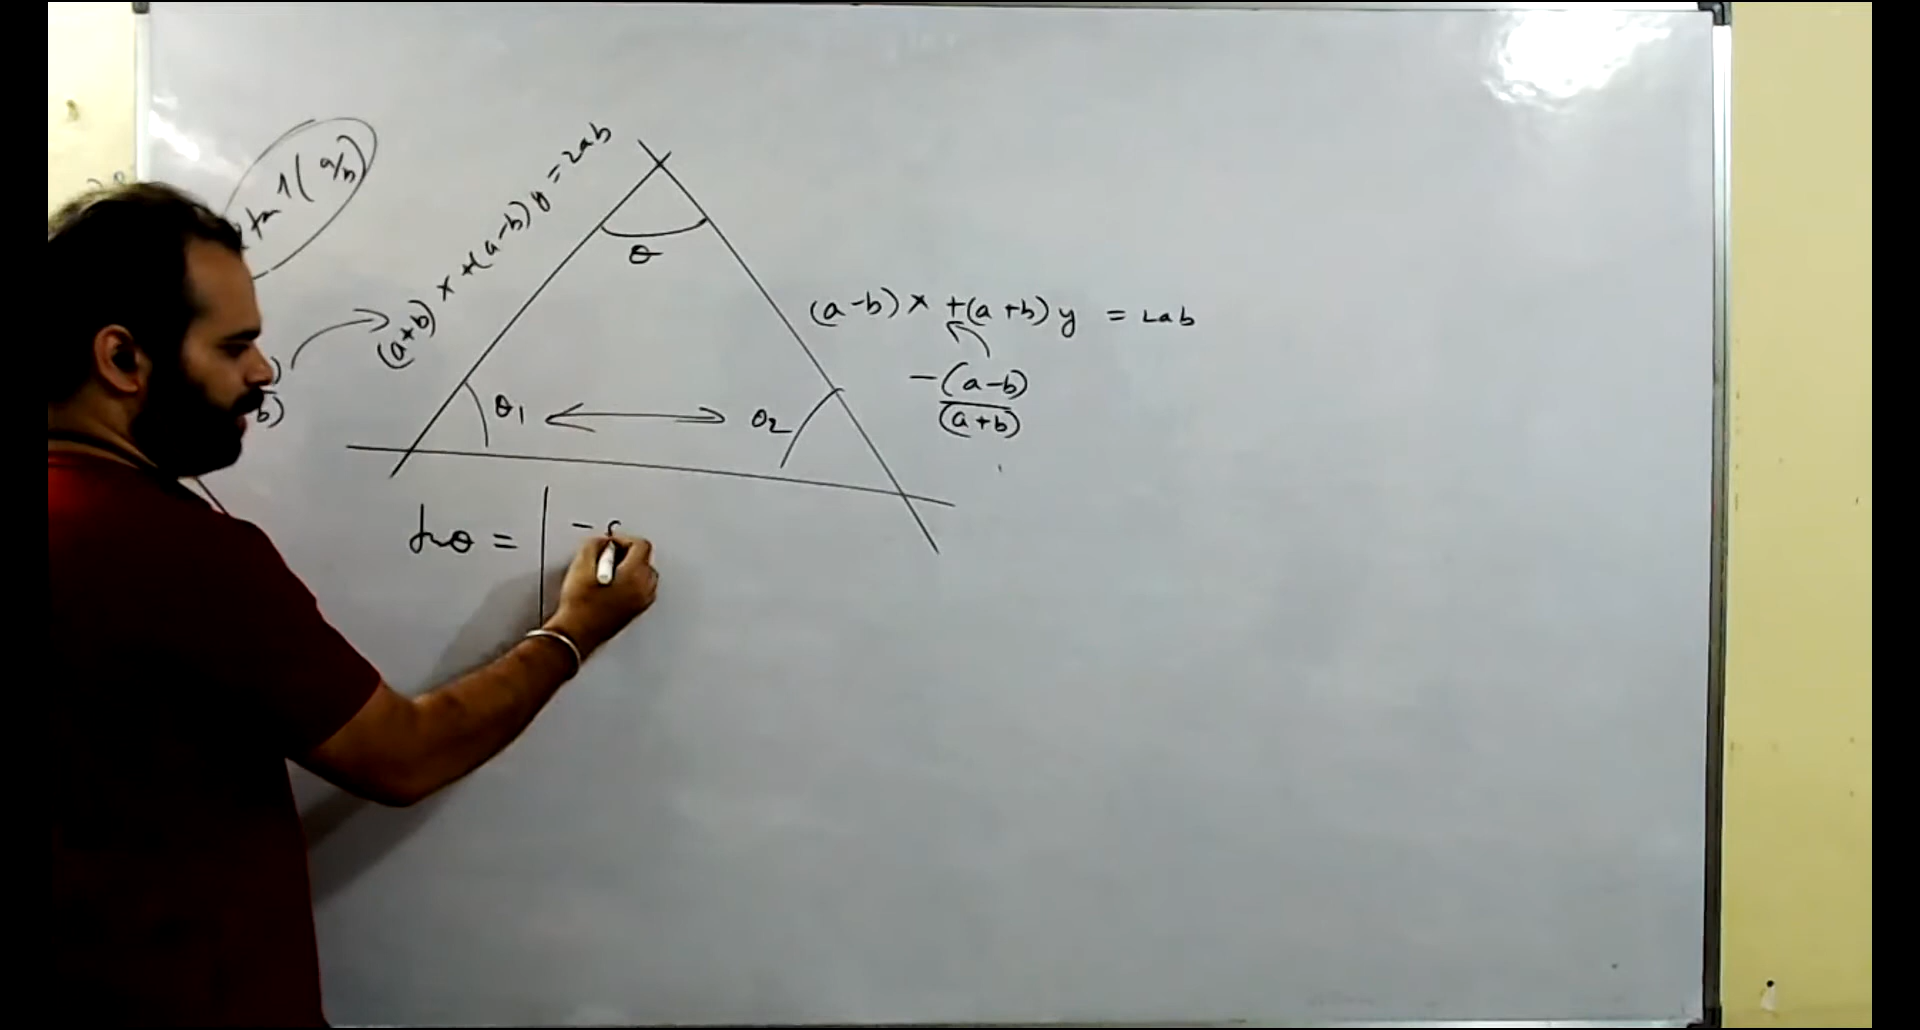 tan⁻¹(a/b)
(a+b) x +(a-b) y = 2ab
θ
(a-b) x +(a+b) y = 2ab
-(a-b)
(a+b)
θ1
θ2
b)
tanθ = | -